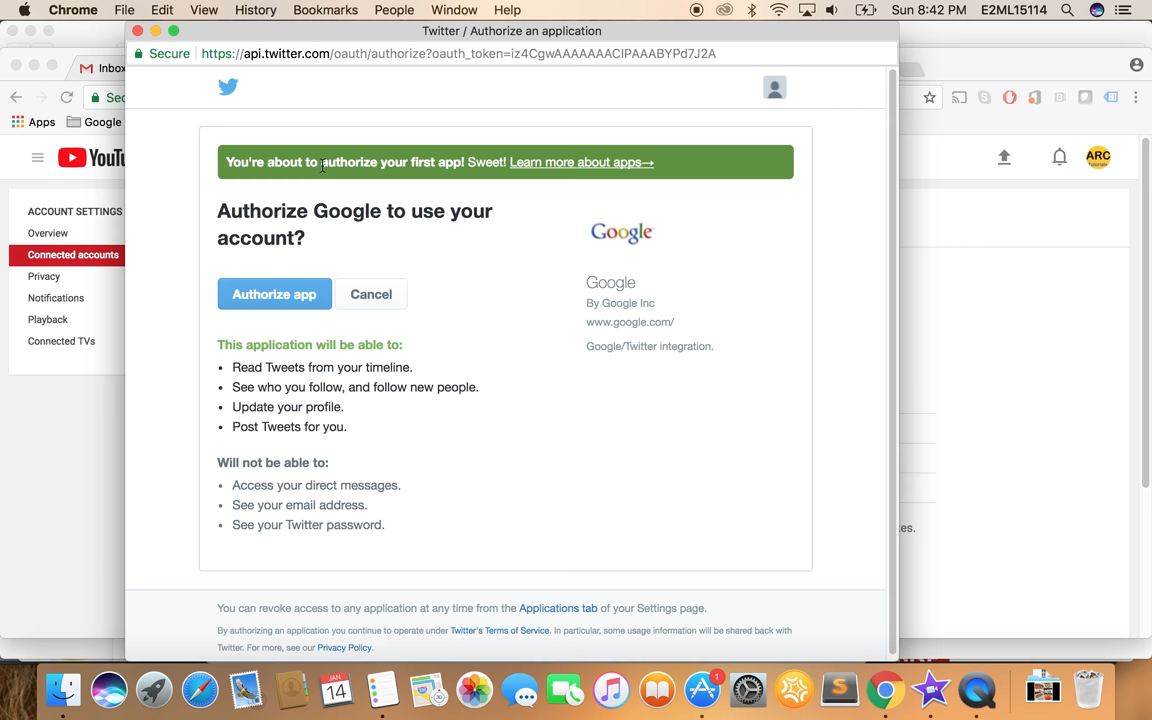 Chrome File Edit View History Bookmarks People Window Help Sun 8:42 PM E2ML15114
Twitter / Authorize an application
Secure https://api.twitter.com/oauth/authorize?oauth_token=iz4CgwAAAAAAACIPAAABYPd7J2A
Inbox
Sec
Apps Google
YouTu
ARC
Tutorials
ACCOUNT SETTINGS
Overview
Connected accounts
Privacy
Notifications
Playback
Connected TVs
You're about to authorize your first app! Sweet! Learn more about apps→
Authorize Google to use your
account?
Authorize app Cancel
This application will be able to:
• Read Tweets from your timeline.
• See who you follow, and follow new people.
• Update your profile.
• Post Tweets for you.
Will not be able to:
• Access your direct messages.
• See your email address.
• See your Twitter password.
Google
Google
By Google Inc
www.google.com/
Google/Twitter integration.
tes.
You can revoke access to any application at any time from the Applications tab of your Settings page.
By authorizing an application you continue to operate under Twitter's Terms of Service. In particular, some usage information will be shared back with
Twitter. For more, see our Privacy Policy.
JAN
14
1
S